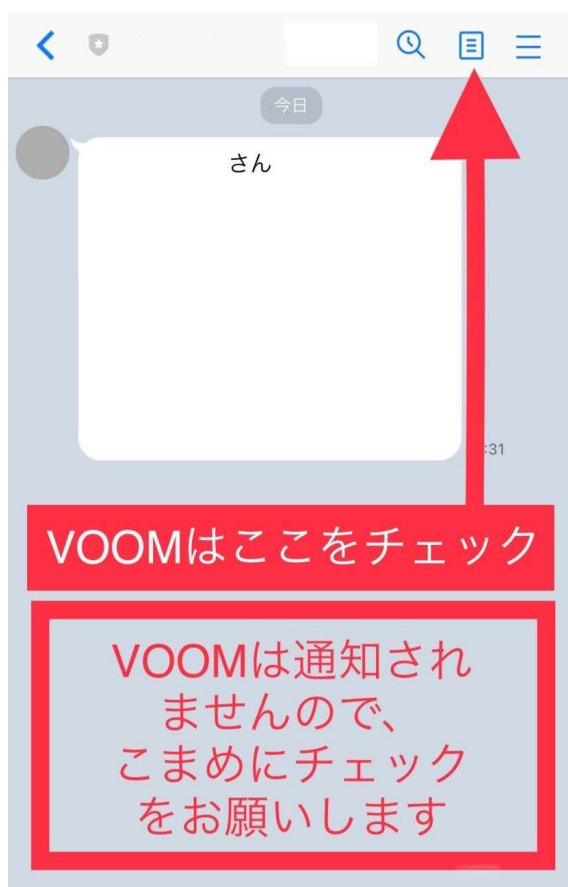 今日
さん
:31
VOOMはここをチェック
VOOMは通知され
ませんので、
こまめにチェック
をお願いします